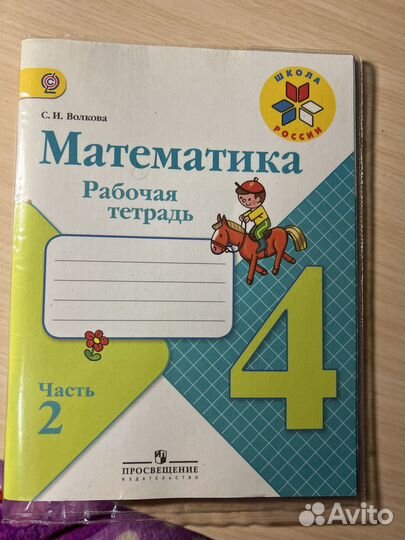 ШКОЛА
РОССИИ
С. И. Волкова
Математика
Рабочая
тетрадь
4
Часть
2
ПРОСВЕЩЕНИЕ
ИЗДАТЕЛЬСТВО
Avito